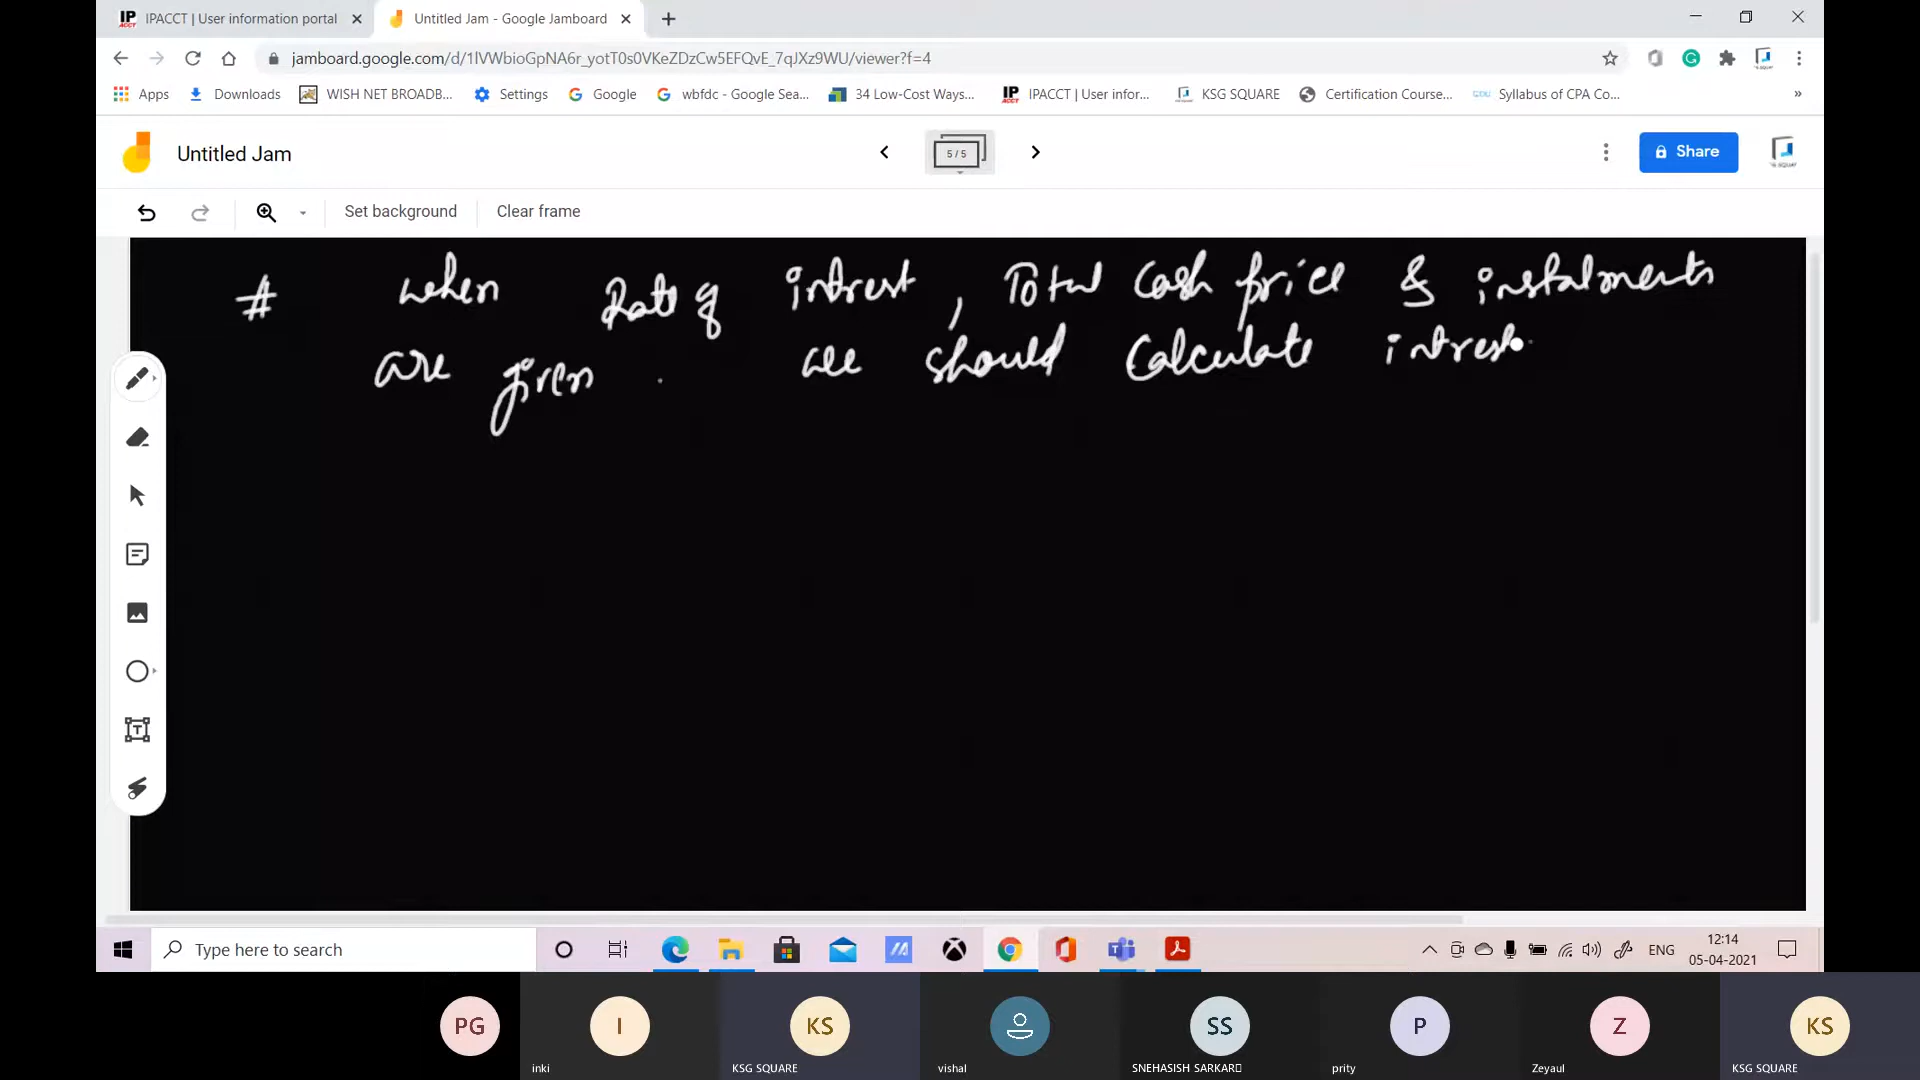 IPACCT | User information portal
Untitled Jam - Google Jamboard
jamboard.google.com/d/1lVWbioGpNA6r_yotT0s0VKeZDzCw5EFQvE_7qJXz9WU/viewer?f=4
Apps Downloads WISH NET BROADB... Settings Google wbfdc - Google Sea... 34 Low-Cost Ways... IP ACCT IPACCT | User infor... KSG SQUARE Certification Course... Syllabus of CPA Co... »
Untitled Jam
5 / 5
Share
Set background Clear frame
# when Rate of intrest, Total Cash price & instalments
are given . we should Calculate intrest
Type here to search
ENG
12:14
05-04-2021
PG I KS SS P Z KS
inki KSG SQUARE vishal SNEHASISH SARKAR prity Zeyaul KSG SQUARE